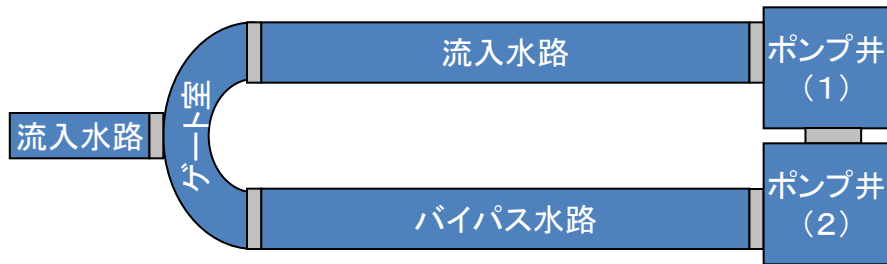 流入水路
ポンプ井
（１）
流入水路
ゲート室
バイパス水路
ポンプ井
（２）